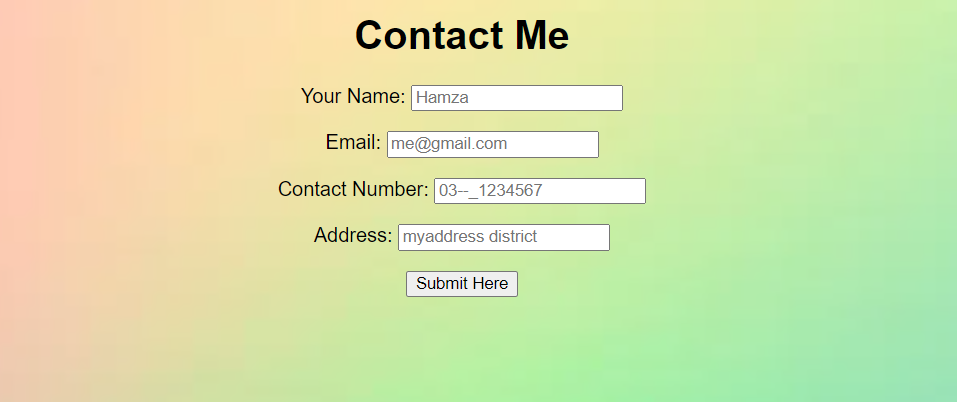 Contact Me
Your Name: Hamza
Email: me@gmail.com
Contact Number: 03--_1234567
Address: myaddress district
Submit Here